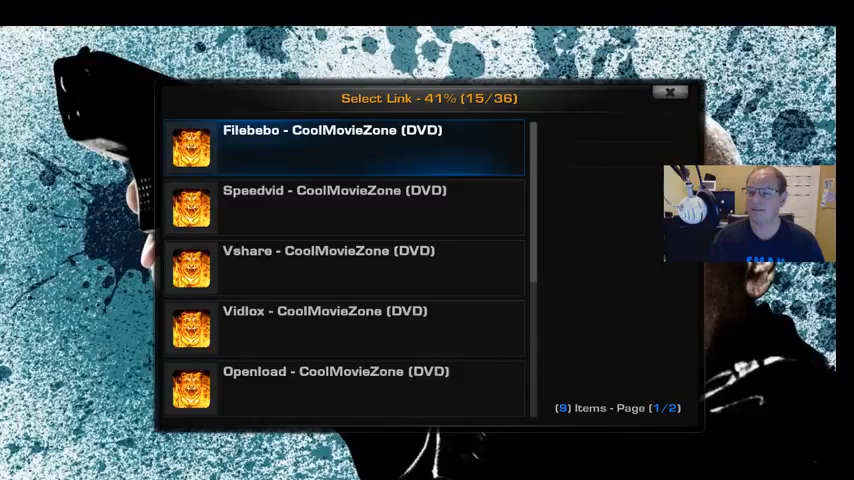 Select Link - 41% (15/36)
Filebebo - CoolMovieZone (DVD)
Speedvid - CoolMovieZone (DVD)
Vshare - CoolMovieZone (DVD)
Vidlox - CoolMovieZone (DVD)
Openload - CoolMovieZone (DVD)
(9) Items - Page (1/2)